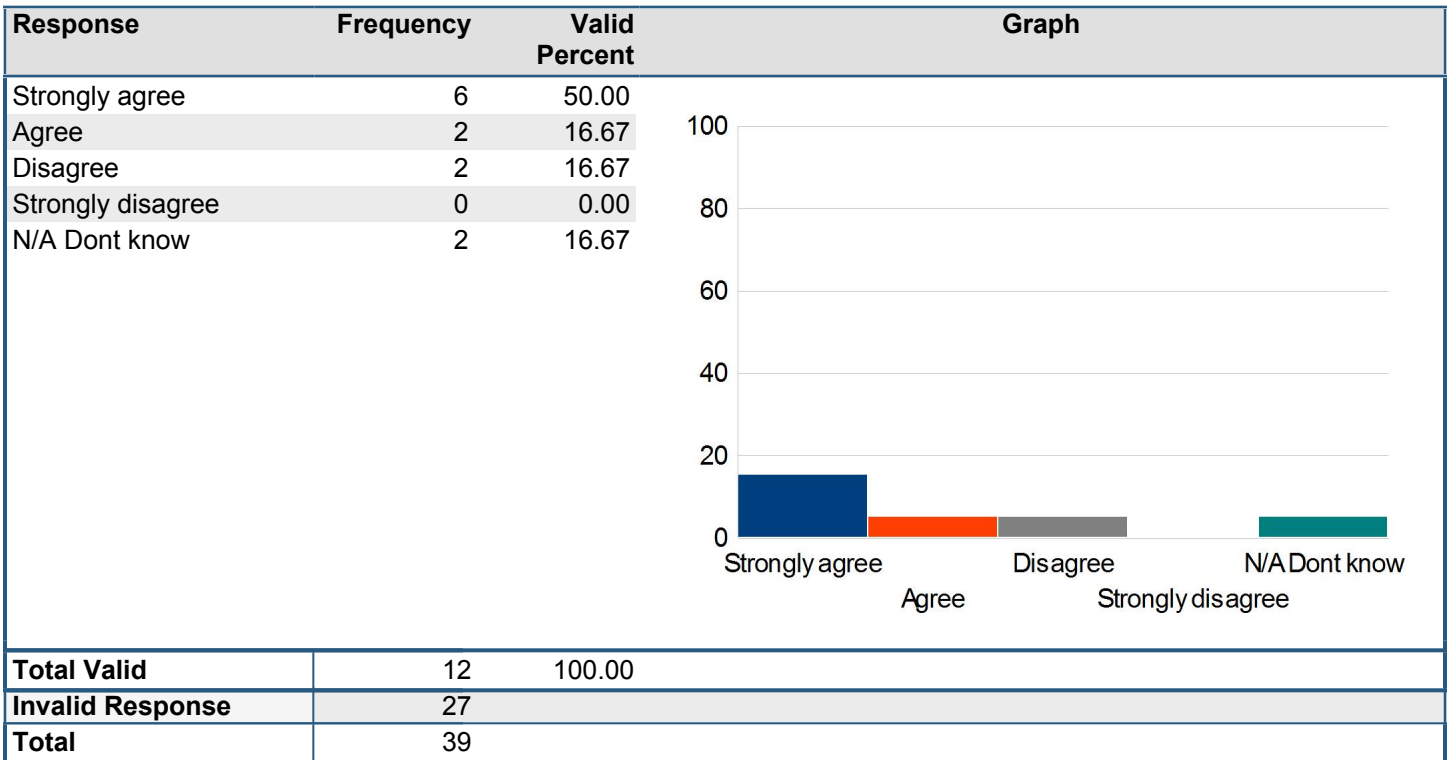 Response Frequency Valid Percent Graph
Strongly agree 6 50.00
Agree 2 16.67
Disagree 2 16.67
Strongly disagree 0 0.00
N/A Dont know 2 16.67
100
80
60
40
20
0
Strongly agree Disagree N/A Dont know
Agree Strongly disagree
Total Valid 12 100.00
Invalid Response 27
Total 39